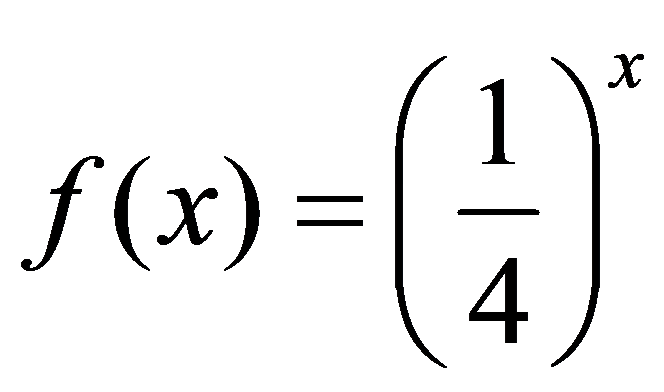 f(x) = (1/4)^x